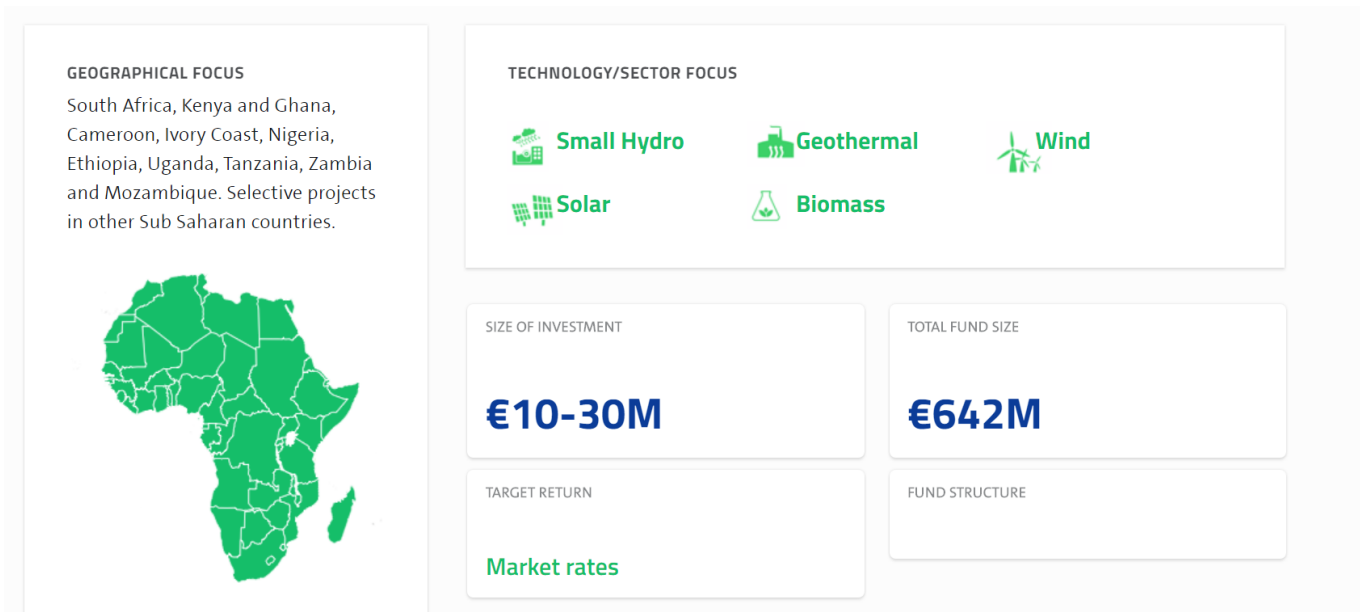 GEOGRAPHICAL FOCUS
South Africa, Kenya and Ghana,
Cameroon, Ivory Coast, Nigeria,
Ethiopia, Uganda, Tanzania, Zambia
and Mozambique. Selective projects
in other Sub Saharan countries.
TECHNOLOGY/SECTOR FOCUS
Small Hydro
Geothermal
Wind
Solar
Biomass
SIZE OF INVESTMENT
€10-30M
TOTAL FUND SIZE
€642M
TARGET RETURN
Market rates
FUND STRUCTURE